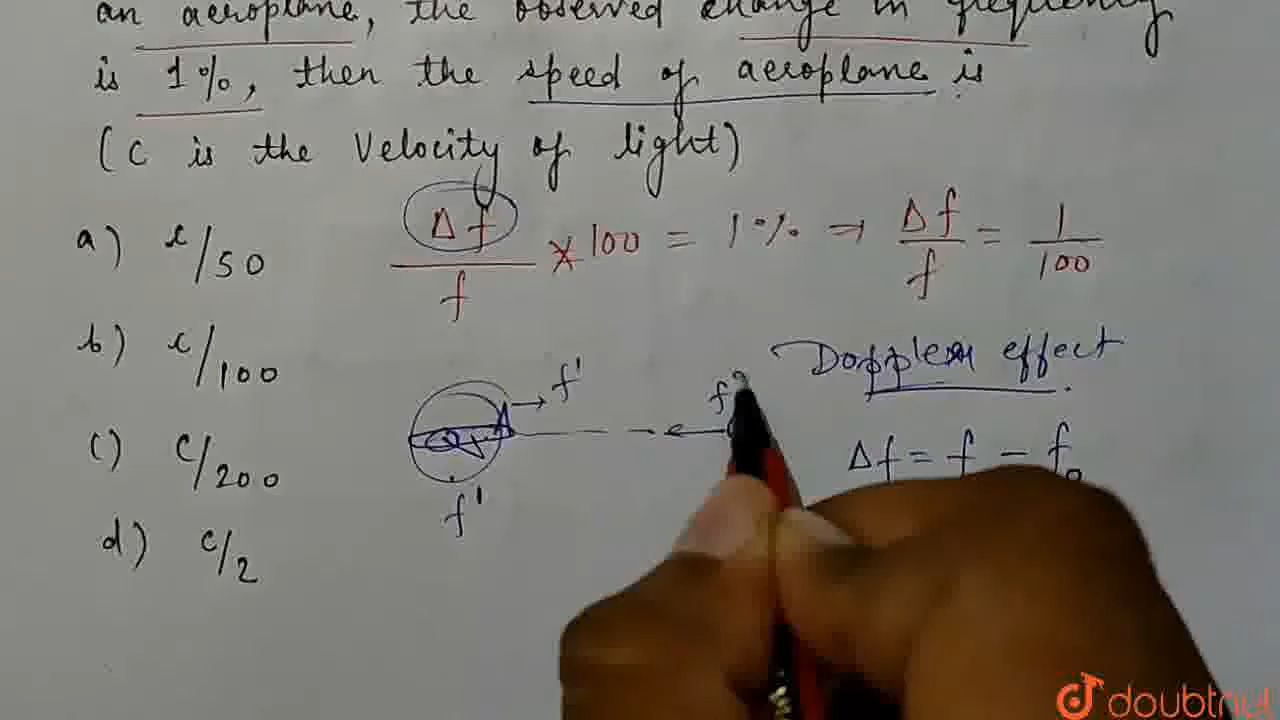 an aeroplane, the observed change in frequency
is 1%, then the speed of aeroplane is
(C is the velocity of light)
a) c/50
Δf/f × 100 = 1% → Δf/f = 1/100
b) c/100
Doppler effect
f'
f
c) c/200
Δf = f - f₀
f'
d) c/2
doubtnut